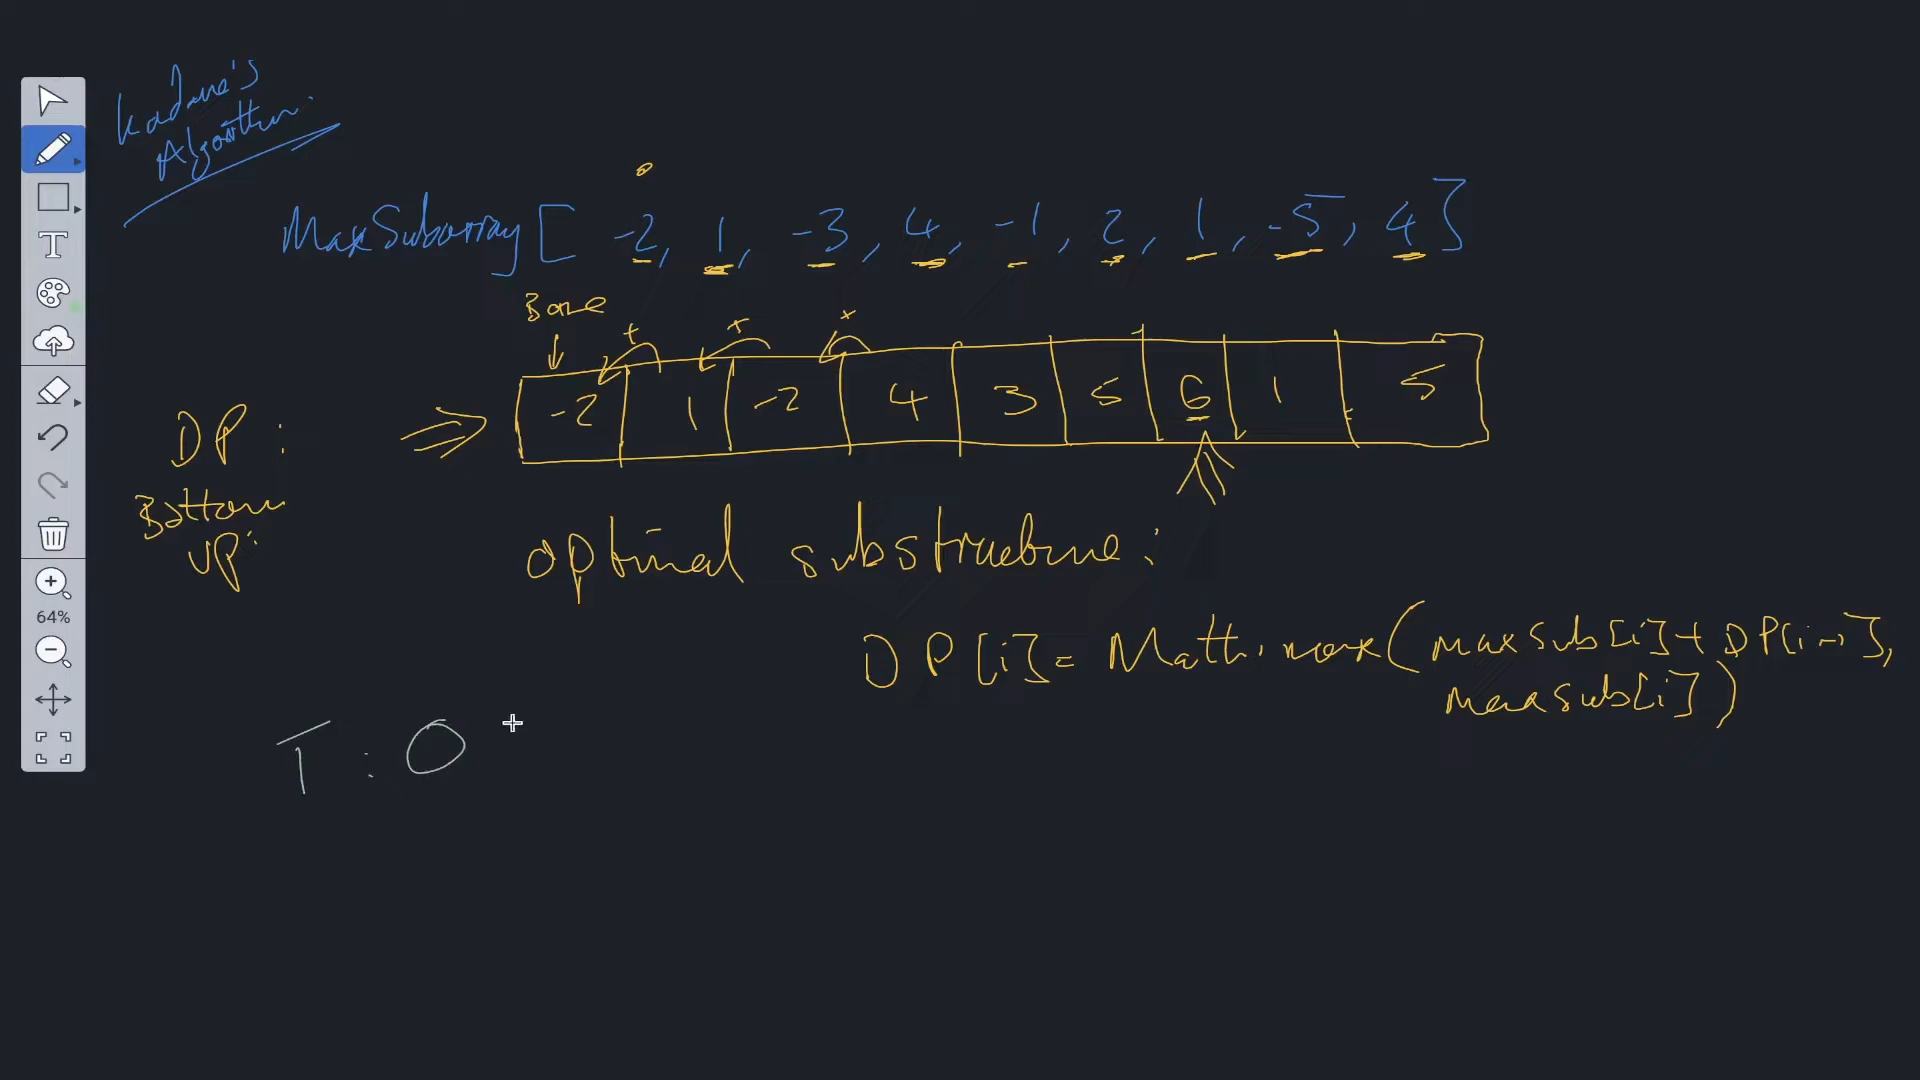 Kadane's
Algorithm.
MaxSubarray [ -2, 1, -3, 4, -1, 2, 1, -5, 4 ]
Base
+ + +
DP : ⇒ -2 1 -2 4 3 5 6 1 5
Bottom
UP:
optimal substructure :
DP[i] = Math.max( maxSub[i] + DP[i-1],
maxSub[i] )
T : O
64%